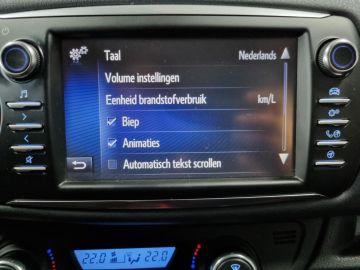 Taal Nederlands
Volume instellingen
Eenheid brandstofverbruik km/L
Biep
Animaties
Automatisch tekst scrollen
22.0 22.0